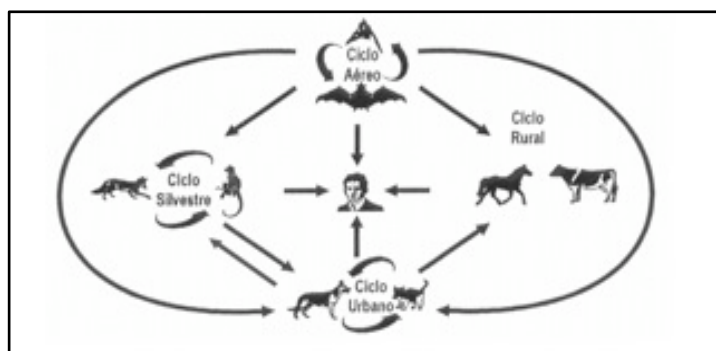 Ciclo
Aéreo
Ciclo
Rural
Ciclo
Silvestre
Ciclo
Urbano